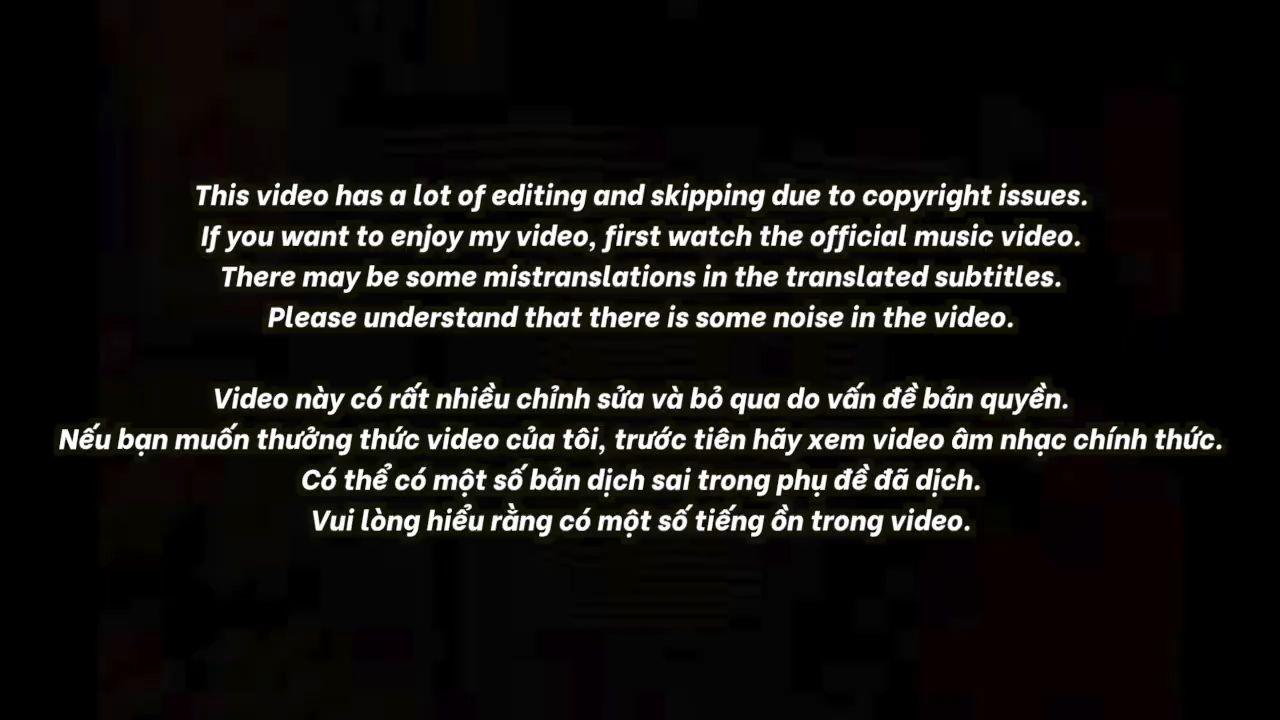 This video has a lot of editing and skipping due to copyright issues.
If you want to enjoy my video, first watch the official music video.
There may be some mistranslations in the translated subtitles.
Please understand that there is some noise in the video.
Video này có rất nhiều chỉnh sửa và bỏ qua do vấn đề bản quyền.
Nếu bạn muốn thưởng thức video của tôi, trước tiên hãy xem video âm nhạc chính thức.
Có thể có một số bản dịch sai trong phụ đề đã dịch.
Vui lòng hiểu rằng có một số tiếng ồn trong video.